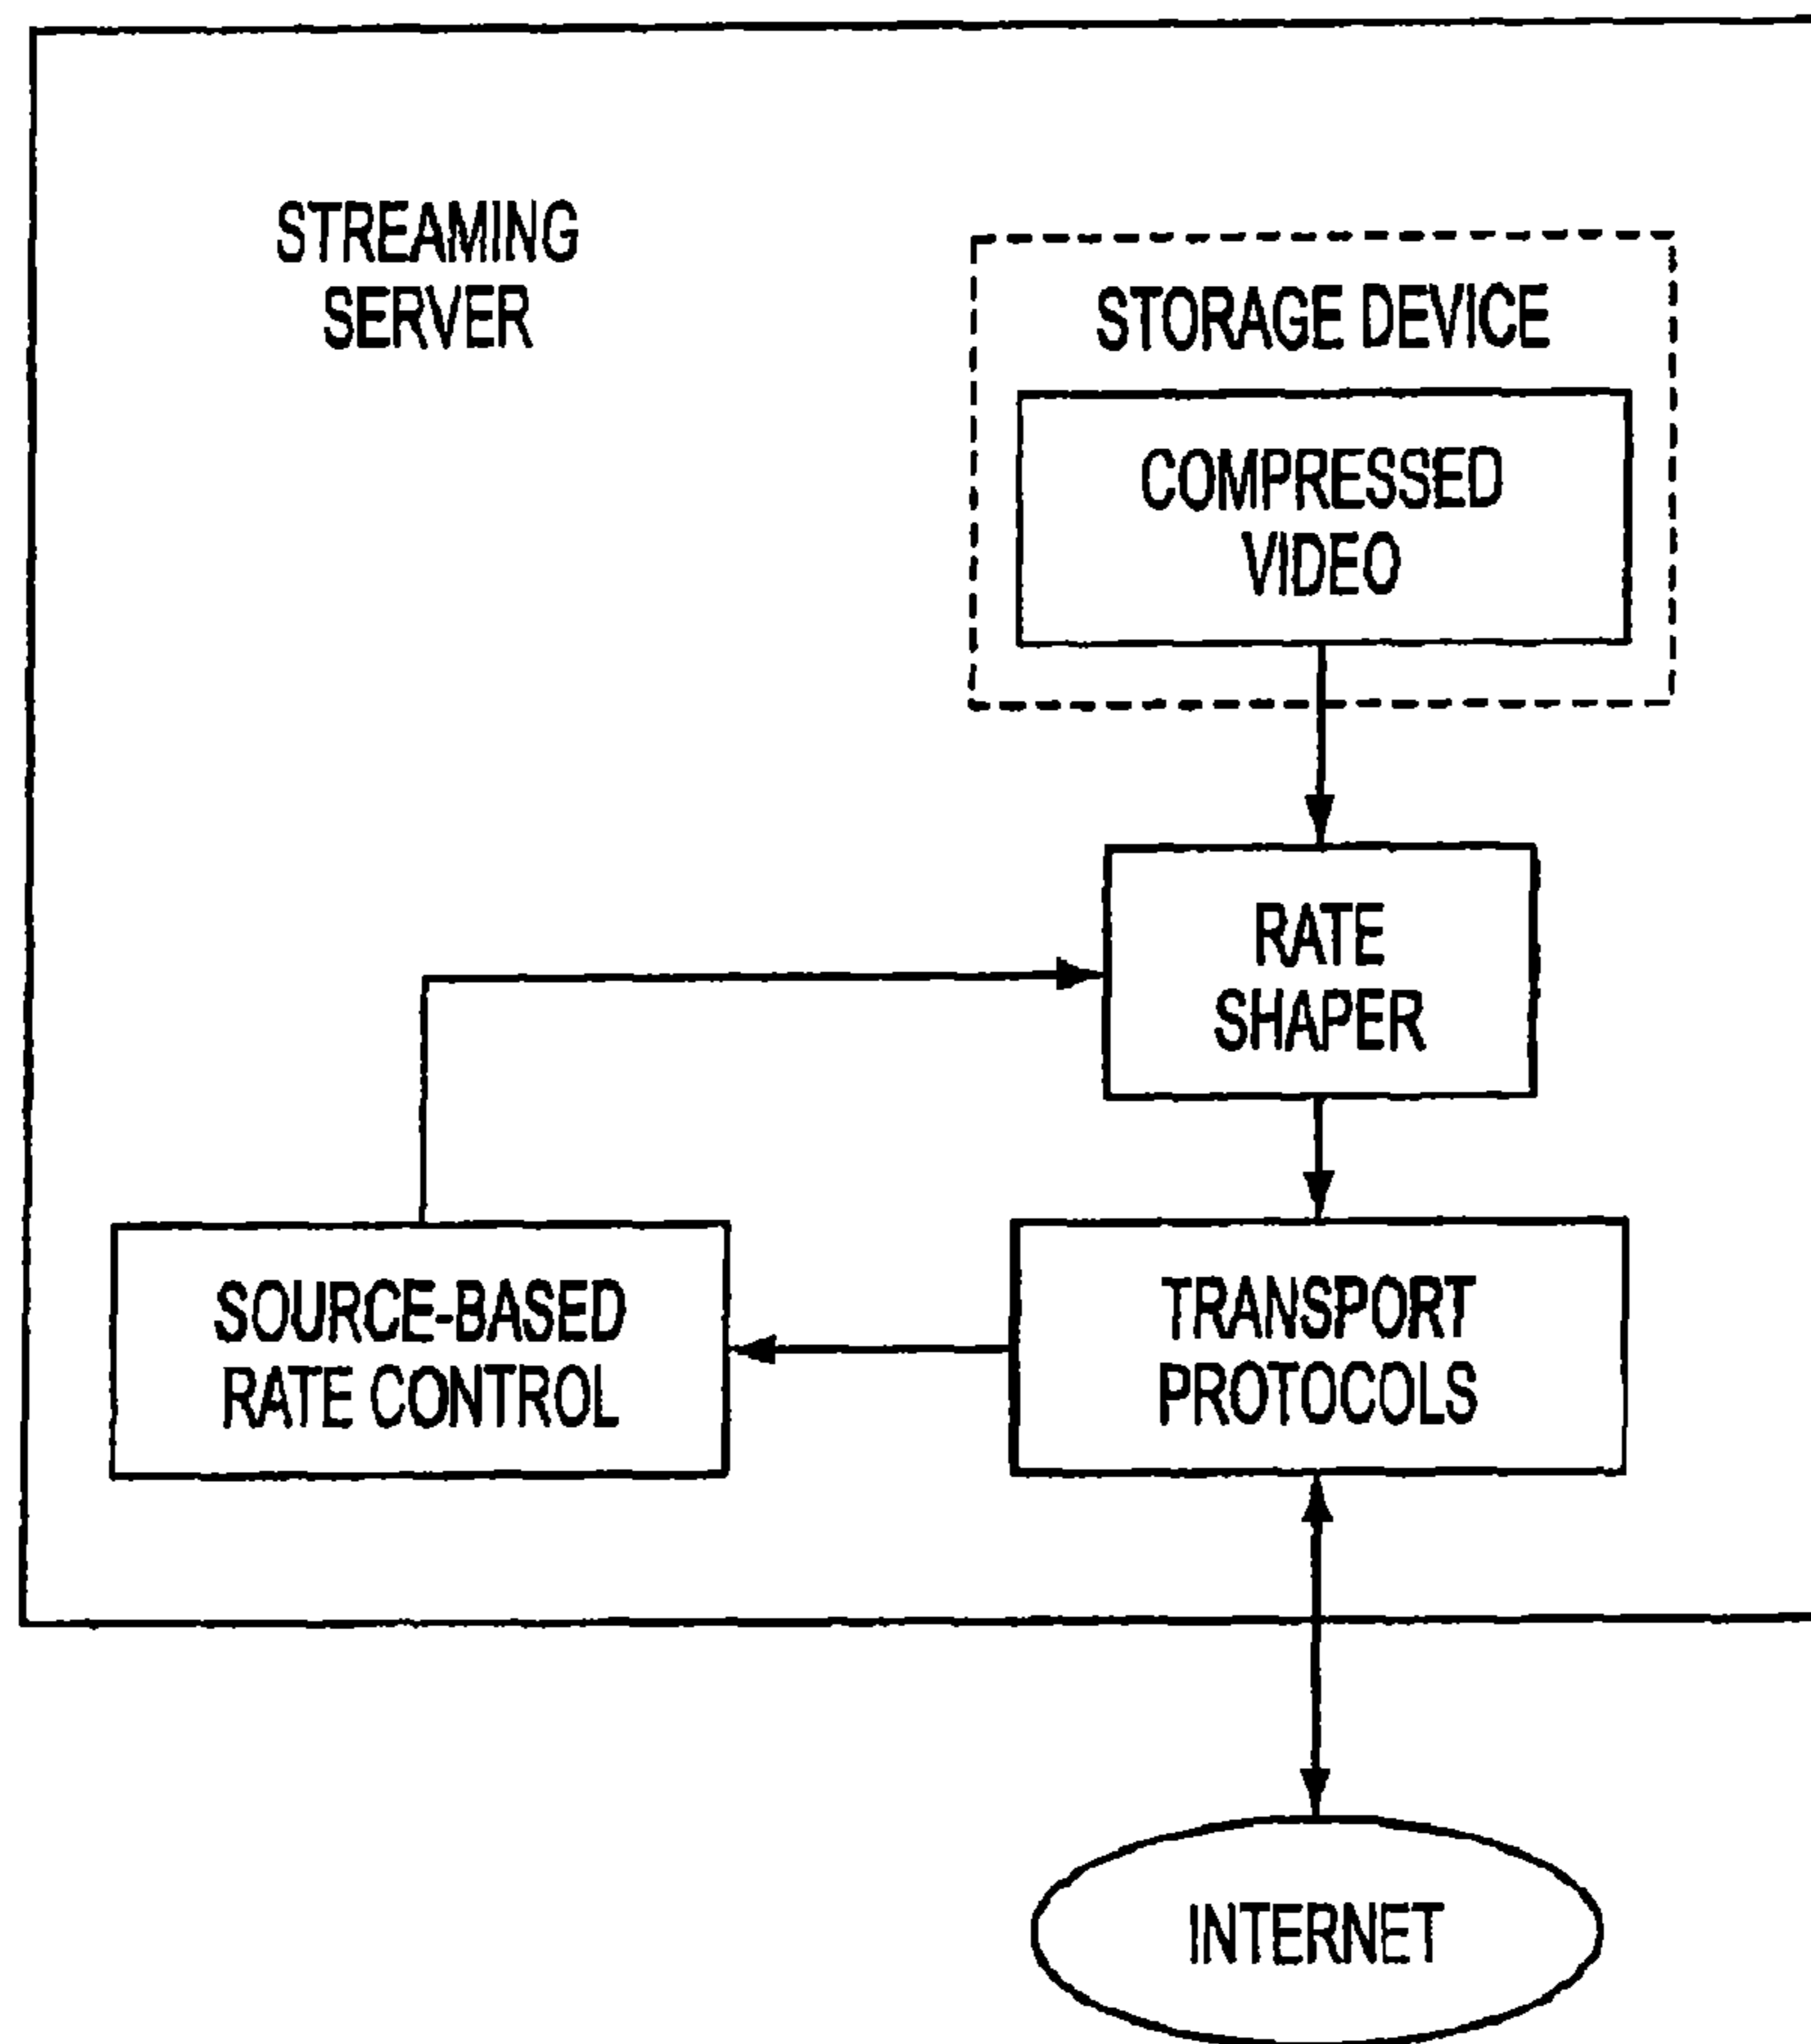 STREAMING
SERVER
STORAGE DEVICE
COMPRESSED
VIDEO
RATE
SHAPER
SOURCE-BASED
RATE CONTROL
TRANSPORT
PROTOCOLS
INTERNET